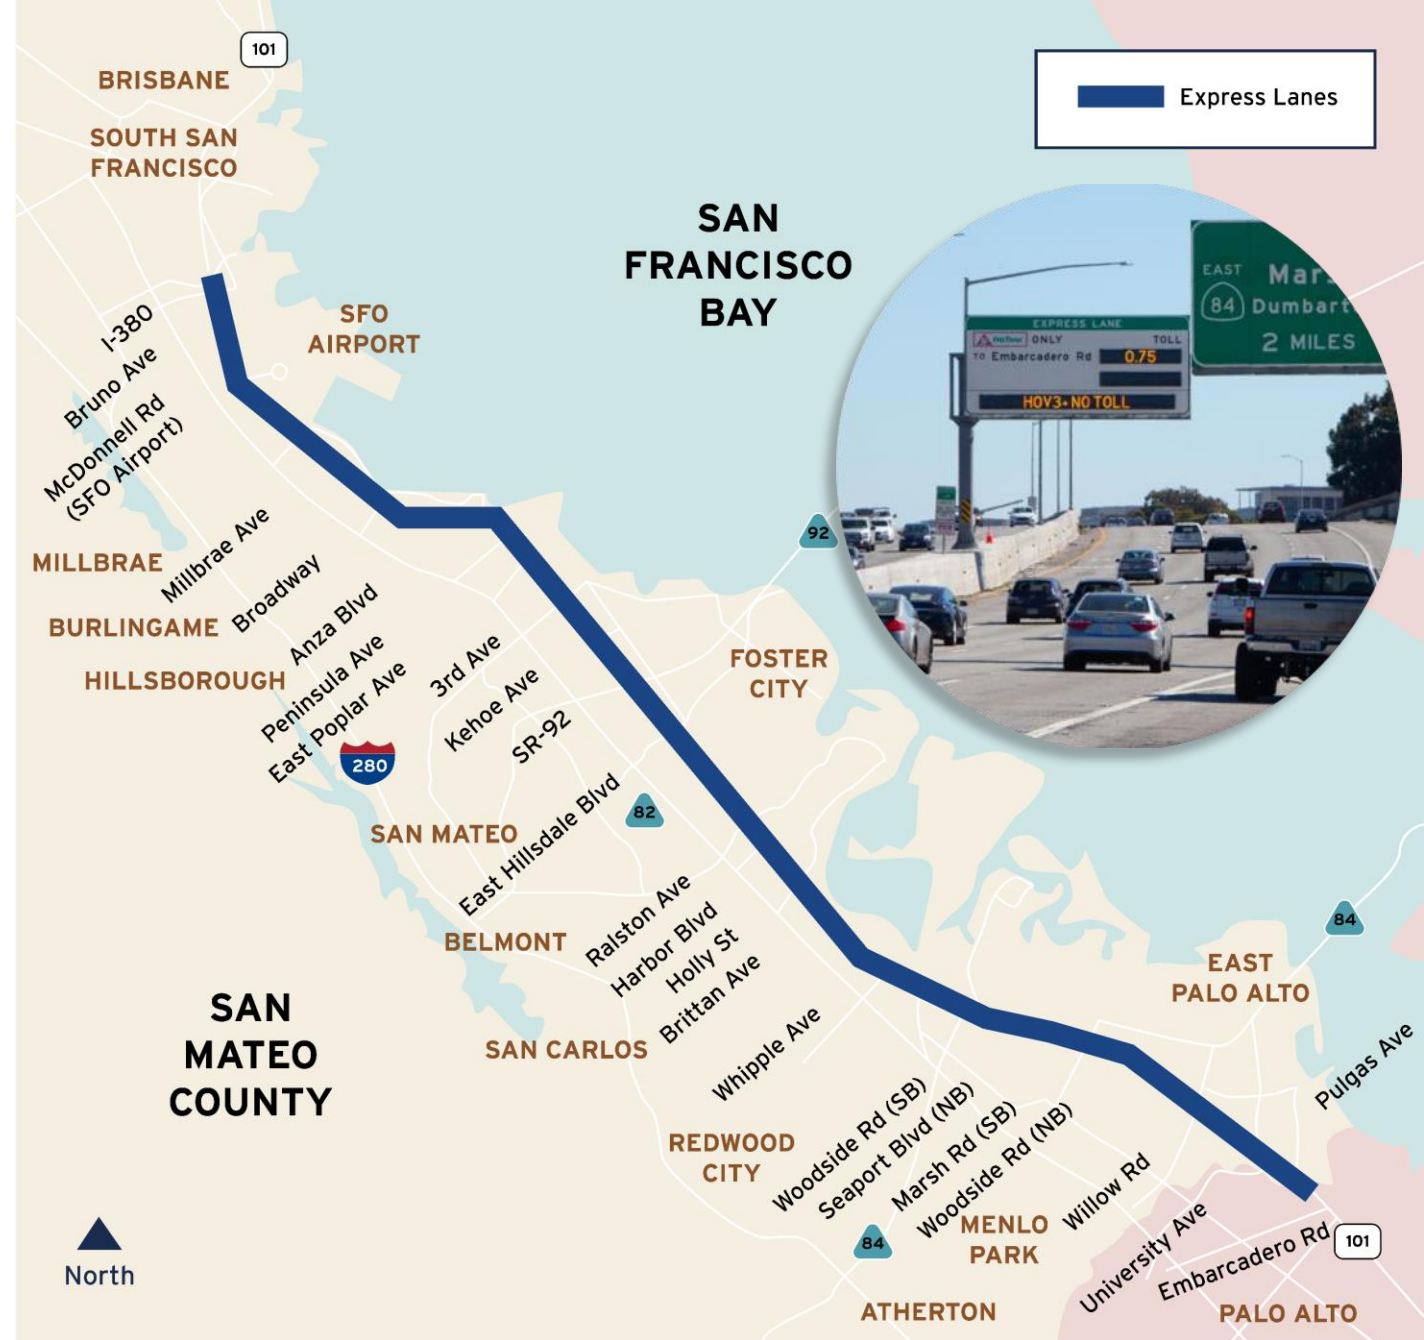 101
BRISBANE
SOUTH SAN
FRANCISCO
Express Lanes
SAN
FRANCISCO
BAY
SFO
AIRPORT
I-380
Bruno Ave
McDonnell Rd
(SFO Airport)
EAST
84
Dumbart
2 MILES
EXPRESS LANE
ONLY
TOLL
TO Embarcadero Rd
0.75
HOV3+ NO TOLL
92
MILLBRAE
Millbrae Ave
BURLINGAME
Broadway
HILLSBOROUGH
Anza Blvd
Peninsula Ave
East Poplar Ave
280
3rd Ave
Kehoe Ave
SR-92
FOSTER
CITY
SAN MATEO
82
East Hillsdale Blvd
BELMONT
Ralston Ave
Harbor Blvd
Holly St
Brittan Ave
SAN CARLOS
Whipple Ave
84
EAST
PALO ALTO
Pulgas Ave
SAN
MATEO
COUNTY
REDWOOD
CITY
Woodside Rd (SB)
Seaport Blvd (NB)
Marsh Rd (SB)
Woodside Rd (NB)
84
MENLO
PARK
Willow Rd
University Ave
Embarcadero Rd
101
ATHERTON
PALO ALTO
North